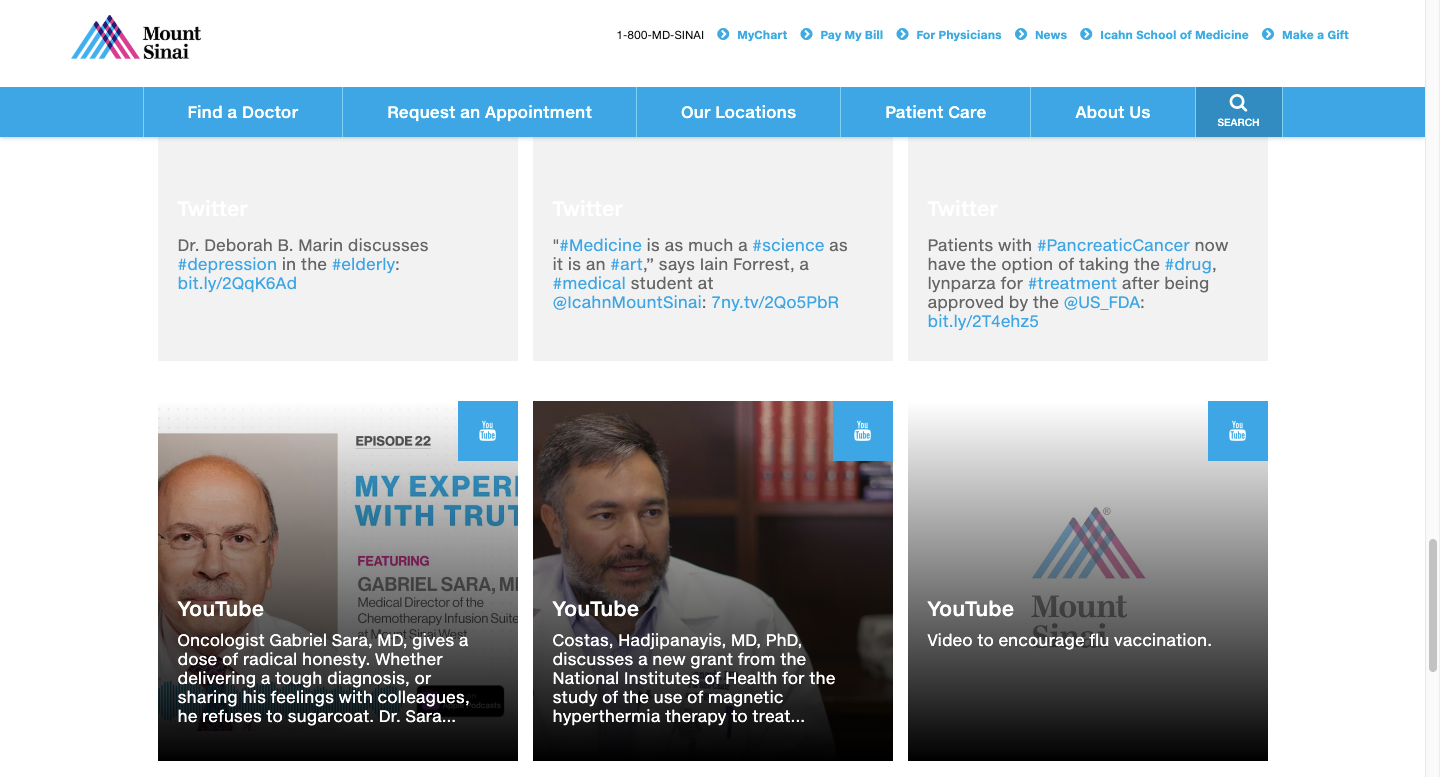 Mount
Sinai
1-800-MD-SINAI
MyChart
Pay My Bill
For Physicians
News
Icahn School of Medicine
Make a Gift
Find a Doctor
Request an Appointment
Our Locations
Patient Care
About Us
SEARCH
Twitter
Dr. Deborah B. Marin discusses
#depression in the #elderly:
bit.ly/2QqK6Ad
Twitter
"#Medicine is as much a #science as
it is an #art,” says Iain Forrest, a
#medical student at
@IcahnMountSinai: 7ny.tv/2Qo5PbR
Twitter
Patients with #PancreaticCancer now
have the option of taking the #drug,
lynparza for #treatment after being
approved by the @US_FDA:
bit.ly/2T4ehz5
You
Tube
EPISODE 22
MY EXPERI
WITH TRUT
FEATURING
GABRIEL SARA, MD
Medical Director of the
Chemotherapy Infusion Suite
at Mount Sinai West
YouTube
Oncologist Gabriel Sara, MD, gives a
dose of radical honesty. Whether
delivering a tough diagnosis, or
sharing his feelings with colleagues,
he refuses to sugarcoat. Dr. Sara...
Podcasts
You
Tube
YouTube
Costas, Hadjipanayis, MD, PhD,
discusses a new grant from the
National Institutes of Health for the
study of the use of magnetic
hyperthermia therapy to treat...
You
Tube
®
Mount
Sinai
YouTube
Video to encourage flu vaccination.